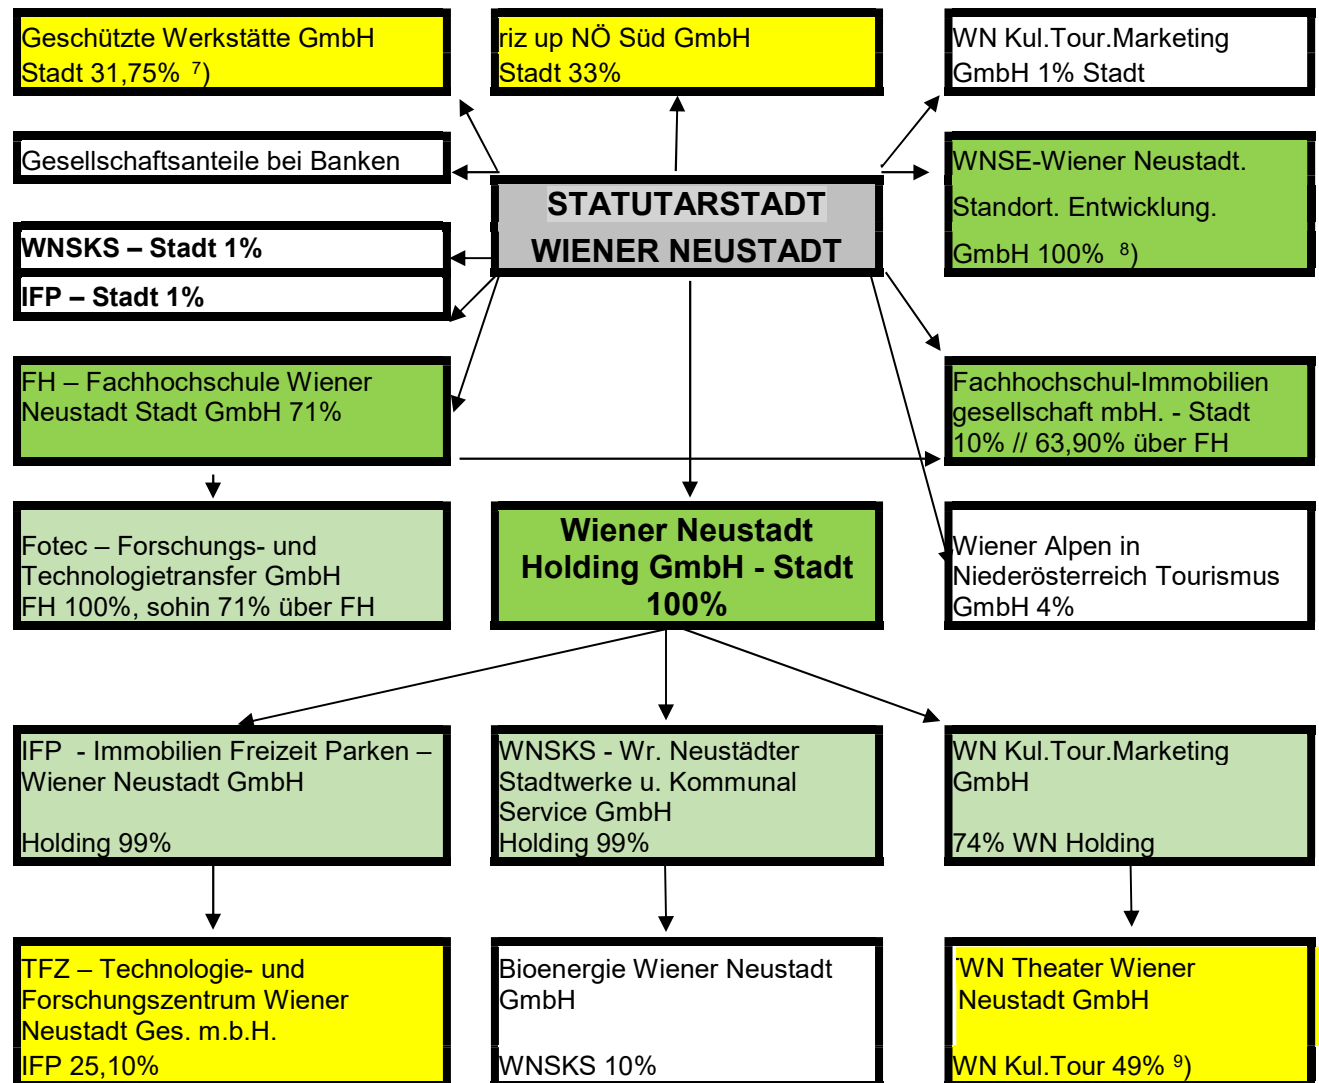 Geschützte Werkstätte GmbH
Stadt 31,75% ⁷)
riz up NÖ Süd GmbH
Stadt 33%
WN Kul.Tour.Marketing
GmbH 1% Stadt
Gesellschaftsanteile bei Banken
STATUTARSTADT
WIENER NEUSTADT
WNSE-Wiener Neustadt.
Standort. Entwicklung.
GmbH 100% ⁸)
WNSKS – Stadt 1%
IFP – Stadt 1%
FH – Fachhochschule Wiener
Neustadt Stadt GmbH 71%
Fachhochschul-Immobilien
gesellschaft mbH. - Stadt
10% // 63,90% über FH
Fotec – Forschungs- und
Technologietransfer GmbH
FH 100%, sohin 71% über FH
Wiener Neustadt
Holding GmbH - Stadt
100%
Wiener Alpen in
Niederösterreich Tourismus
GmbH 4%
IFP - Immobilien Freizeit Parken –
Wiener Neustadt GmbH
Holding 99%
WNSKS - Wr. Neustädter
Stadtwerke u. Kommunal
Service GmbH
Holding 99%
WN Kul.Tour.Marketing
GmbH
74% WN Holding
TFZ – Technologie- und
Forschungszentrum Wiener
Neustadt Ges. m.b.H.
IFP 25,10%
Bioenergie Wiener Neustadt
GmbH
WNSKS 10%
TWN Theater Wiener
Neustadt GmbH
WN Kul.Tour 49% ⁹)